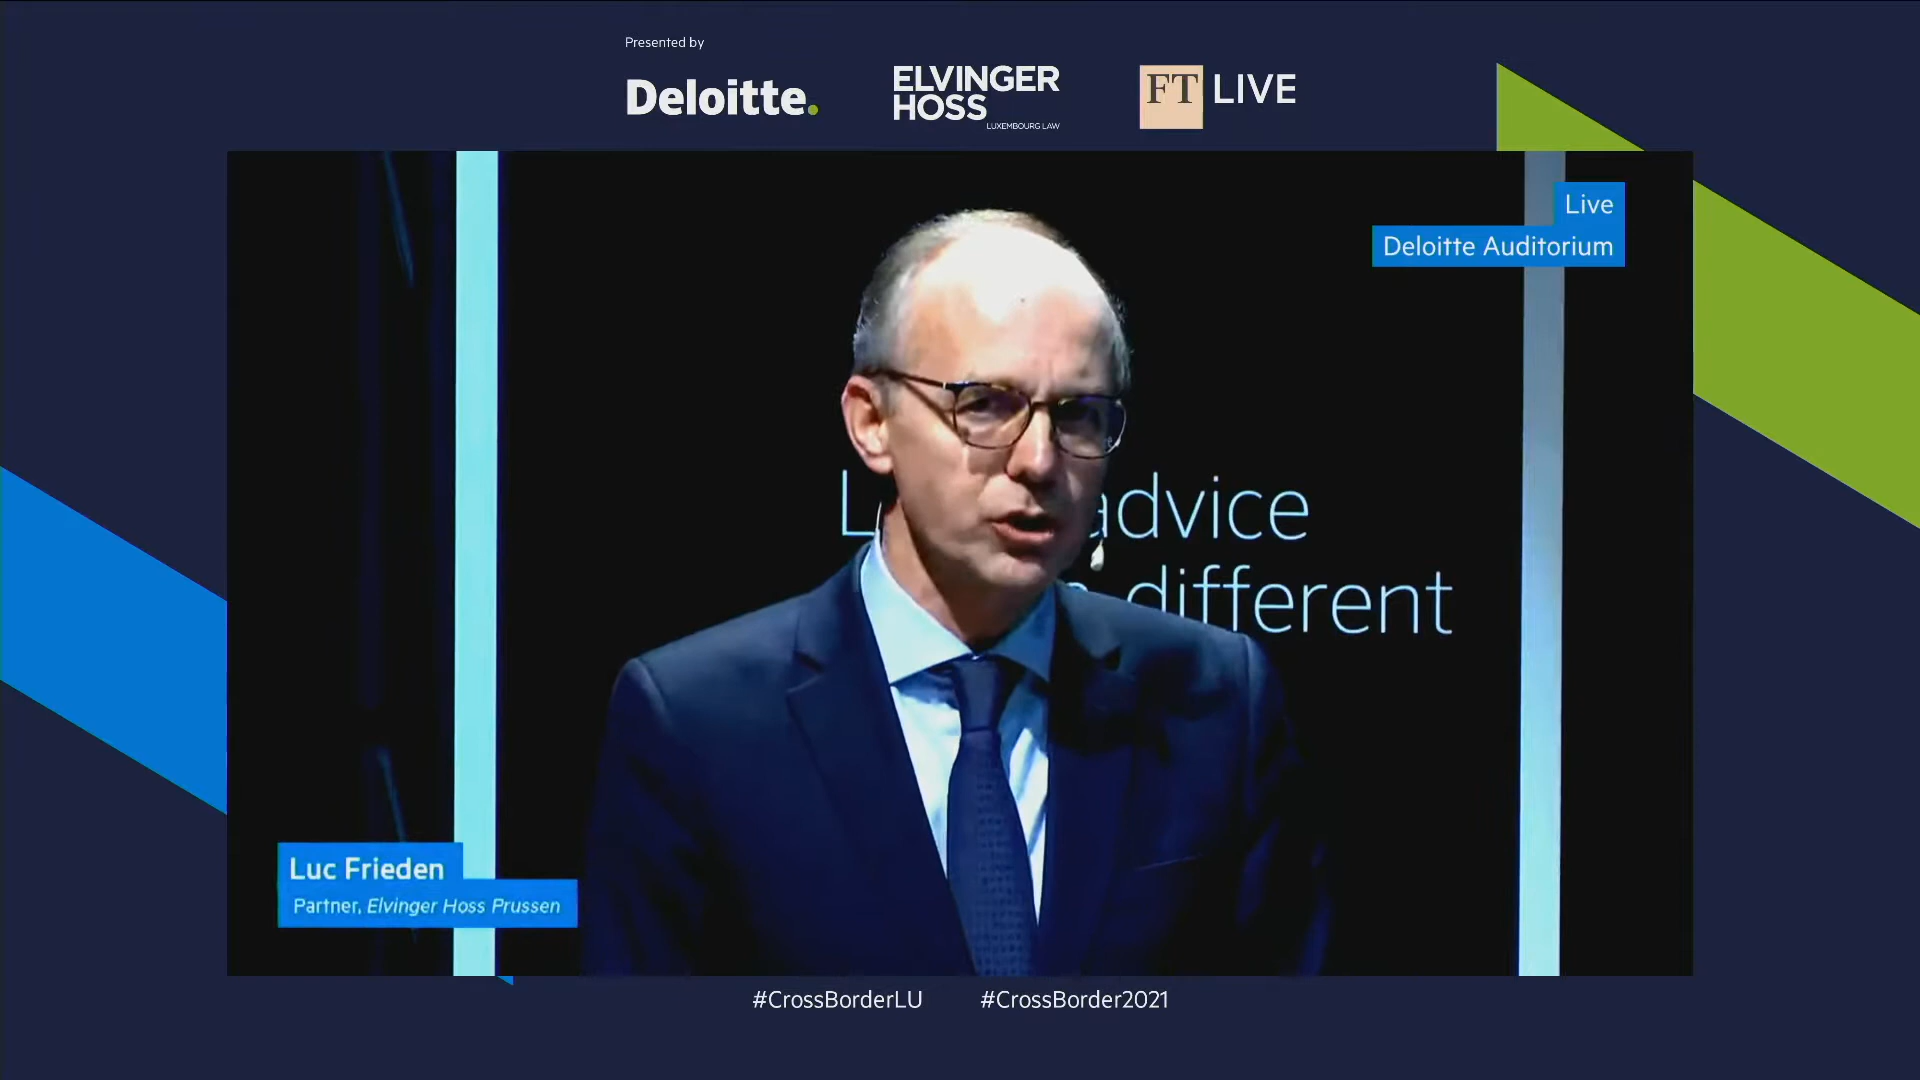 Presented by
Deloitte.
ELVINGER
HOSS
LUXEMBOURG LAW
FT LIVE
Live
Deloitte Auditorium
advice
different
Luc Frieden
Partner, Elvinger Hoss Prussen
#CrossBorderLU #CrossBorder2021